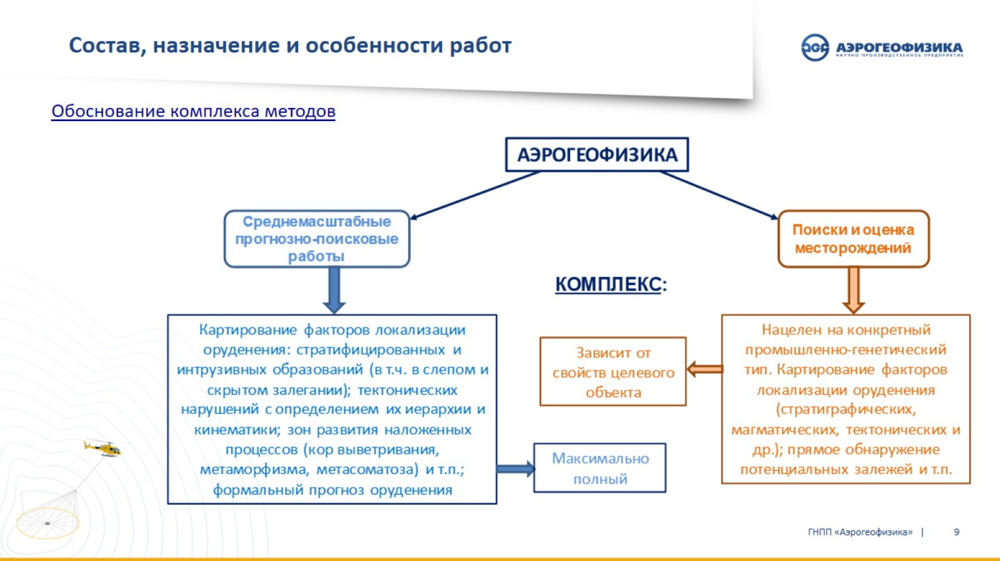 Состав, назначение и особенности работ
АЭРОГЕОФИЗИКА
НАУЧНО-ПРОИЗВОДСТВЕННОЕ ПРЕДПРИЯТИЕ
Обоснование комплекса методов
АЭРОГЕОФИЗИКА
Среднемасштабные
прогнозно-поисковые
работы
Поиски и оценка
месторождений
КОМПЛЕКС:
Картирование факторов локализации
оруденения: стратифицированных и
интрузивных образований (в т.ч. в слепом и
скрытом залегании); тектонических
нарушений с определением их иерархии и
кинематики; зон развития наложенных
процессов (кор выветривания,
метаморфизма, метасоматоза) и т.п.;
формальный прогноз оруденения
Зависит от
свойств целевого
объекта
Максимально
полный
Нацелен на конкретный
промышленно-генетический
тип. Картирование факторов
локализации оруденения
(стратиграфических,
магматических, тектонических и
др.); прямое обнаружение
потенциальных залежей и т.п.
ГНПП «Аэрогеофизика» | 9